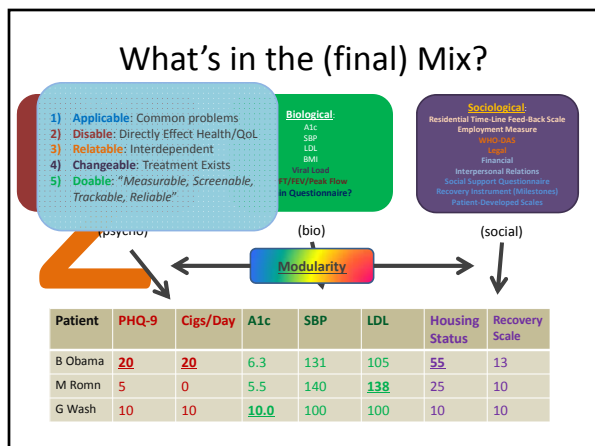 What's in the (final) Mix?
1) Applicable: Common problems
2) Disable: Directly Effect Health/QoL
3) Relatable: Interdependent
4) Changeable: Treatment Exists
5) Doable: "Measurable, Screenable,
Trackable, Reliable"
Biological:
A1c
SBP
LDL
BMI
Viral Load
FT/FEV/Peak Flow
in Questionnaire?
Sociological:
Residential Time-Line Feed-Back Scale
Employment Measure
WHO-DAS
Legal
Financial
Interpersonal Relations
Social Support Questionnaire
Recovery Instrument (Milestones)
Patient-Developed Scales
(psycho)
(bio)
(social)
Modularity
Patient PHQ-9 Cigs/Day A1c SBP LDL Housing Status Recovery Scale
B Obama 20 20 6.3 131 105 55 13
M Romn 5 0 5.5 140 138 25 10
G Wash 10 10 10.0 100 100 10 10